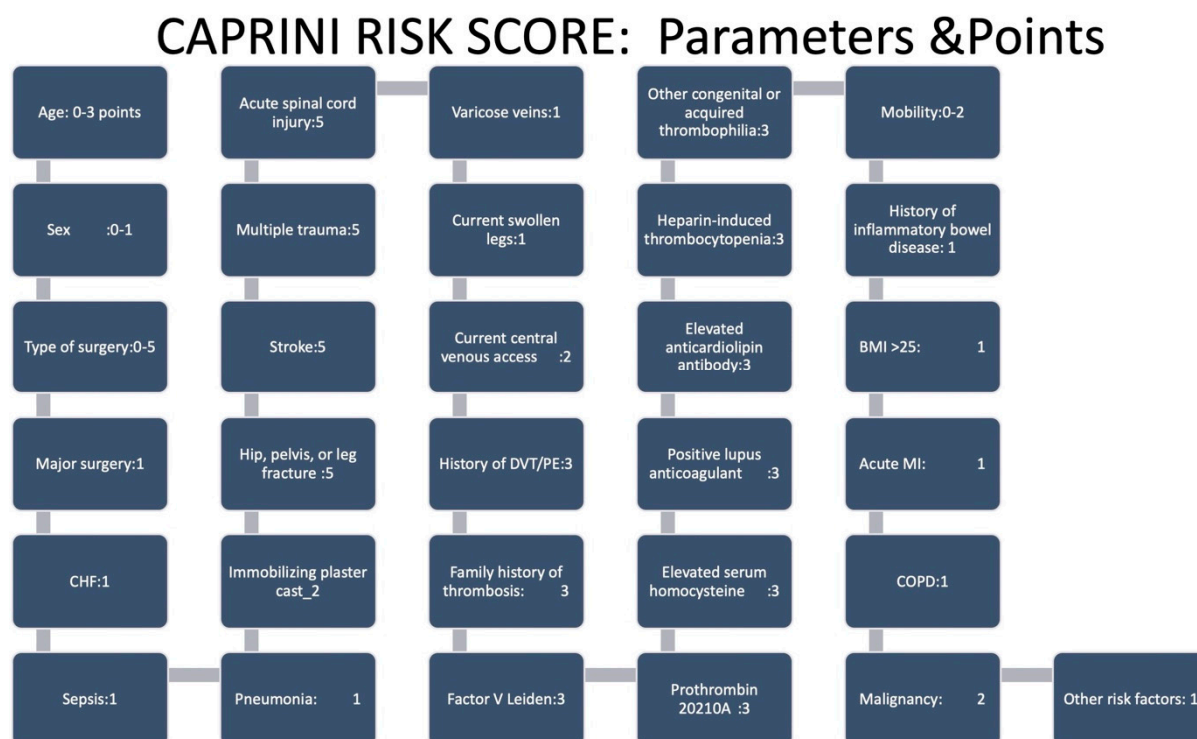 CAPRINI RISK SCORE: Parameters &Points
Age: 0-3 points
Sex :0-1
Type of surgery:0-5
Major surgery:1
CHF:1
Sepsis:1
Pneumonia: 1
Immobilizing plaster
cast_2
Hip, pelvis, or leg
fracture :5
Stroke:5
Multiple trauma:5
Acute spinal cord
injury:5
Varicose veins:1
Current swollen
legs:1
Current central
venous access :2
History of DVT/PE:3
Family history of
thrombosis: 3
Factor V Leiden:3
Prothrombin
20210A :3
Elevated serum
homocysteine :3
Positive lupus
anticoagulant :3
Elevated
anticardiolipin
antibody:3
Heparin-induced
thrombocytopenia:3
Other congenital or
acquired
thrombophilia:3
Mobility:0-2
History of
inflammatory bowel
disease: 1
BMI >25: 1
Acute MI: 1
COPD:1
Malignancy: 2
Other risk factors: 1